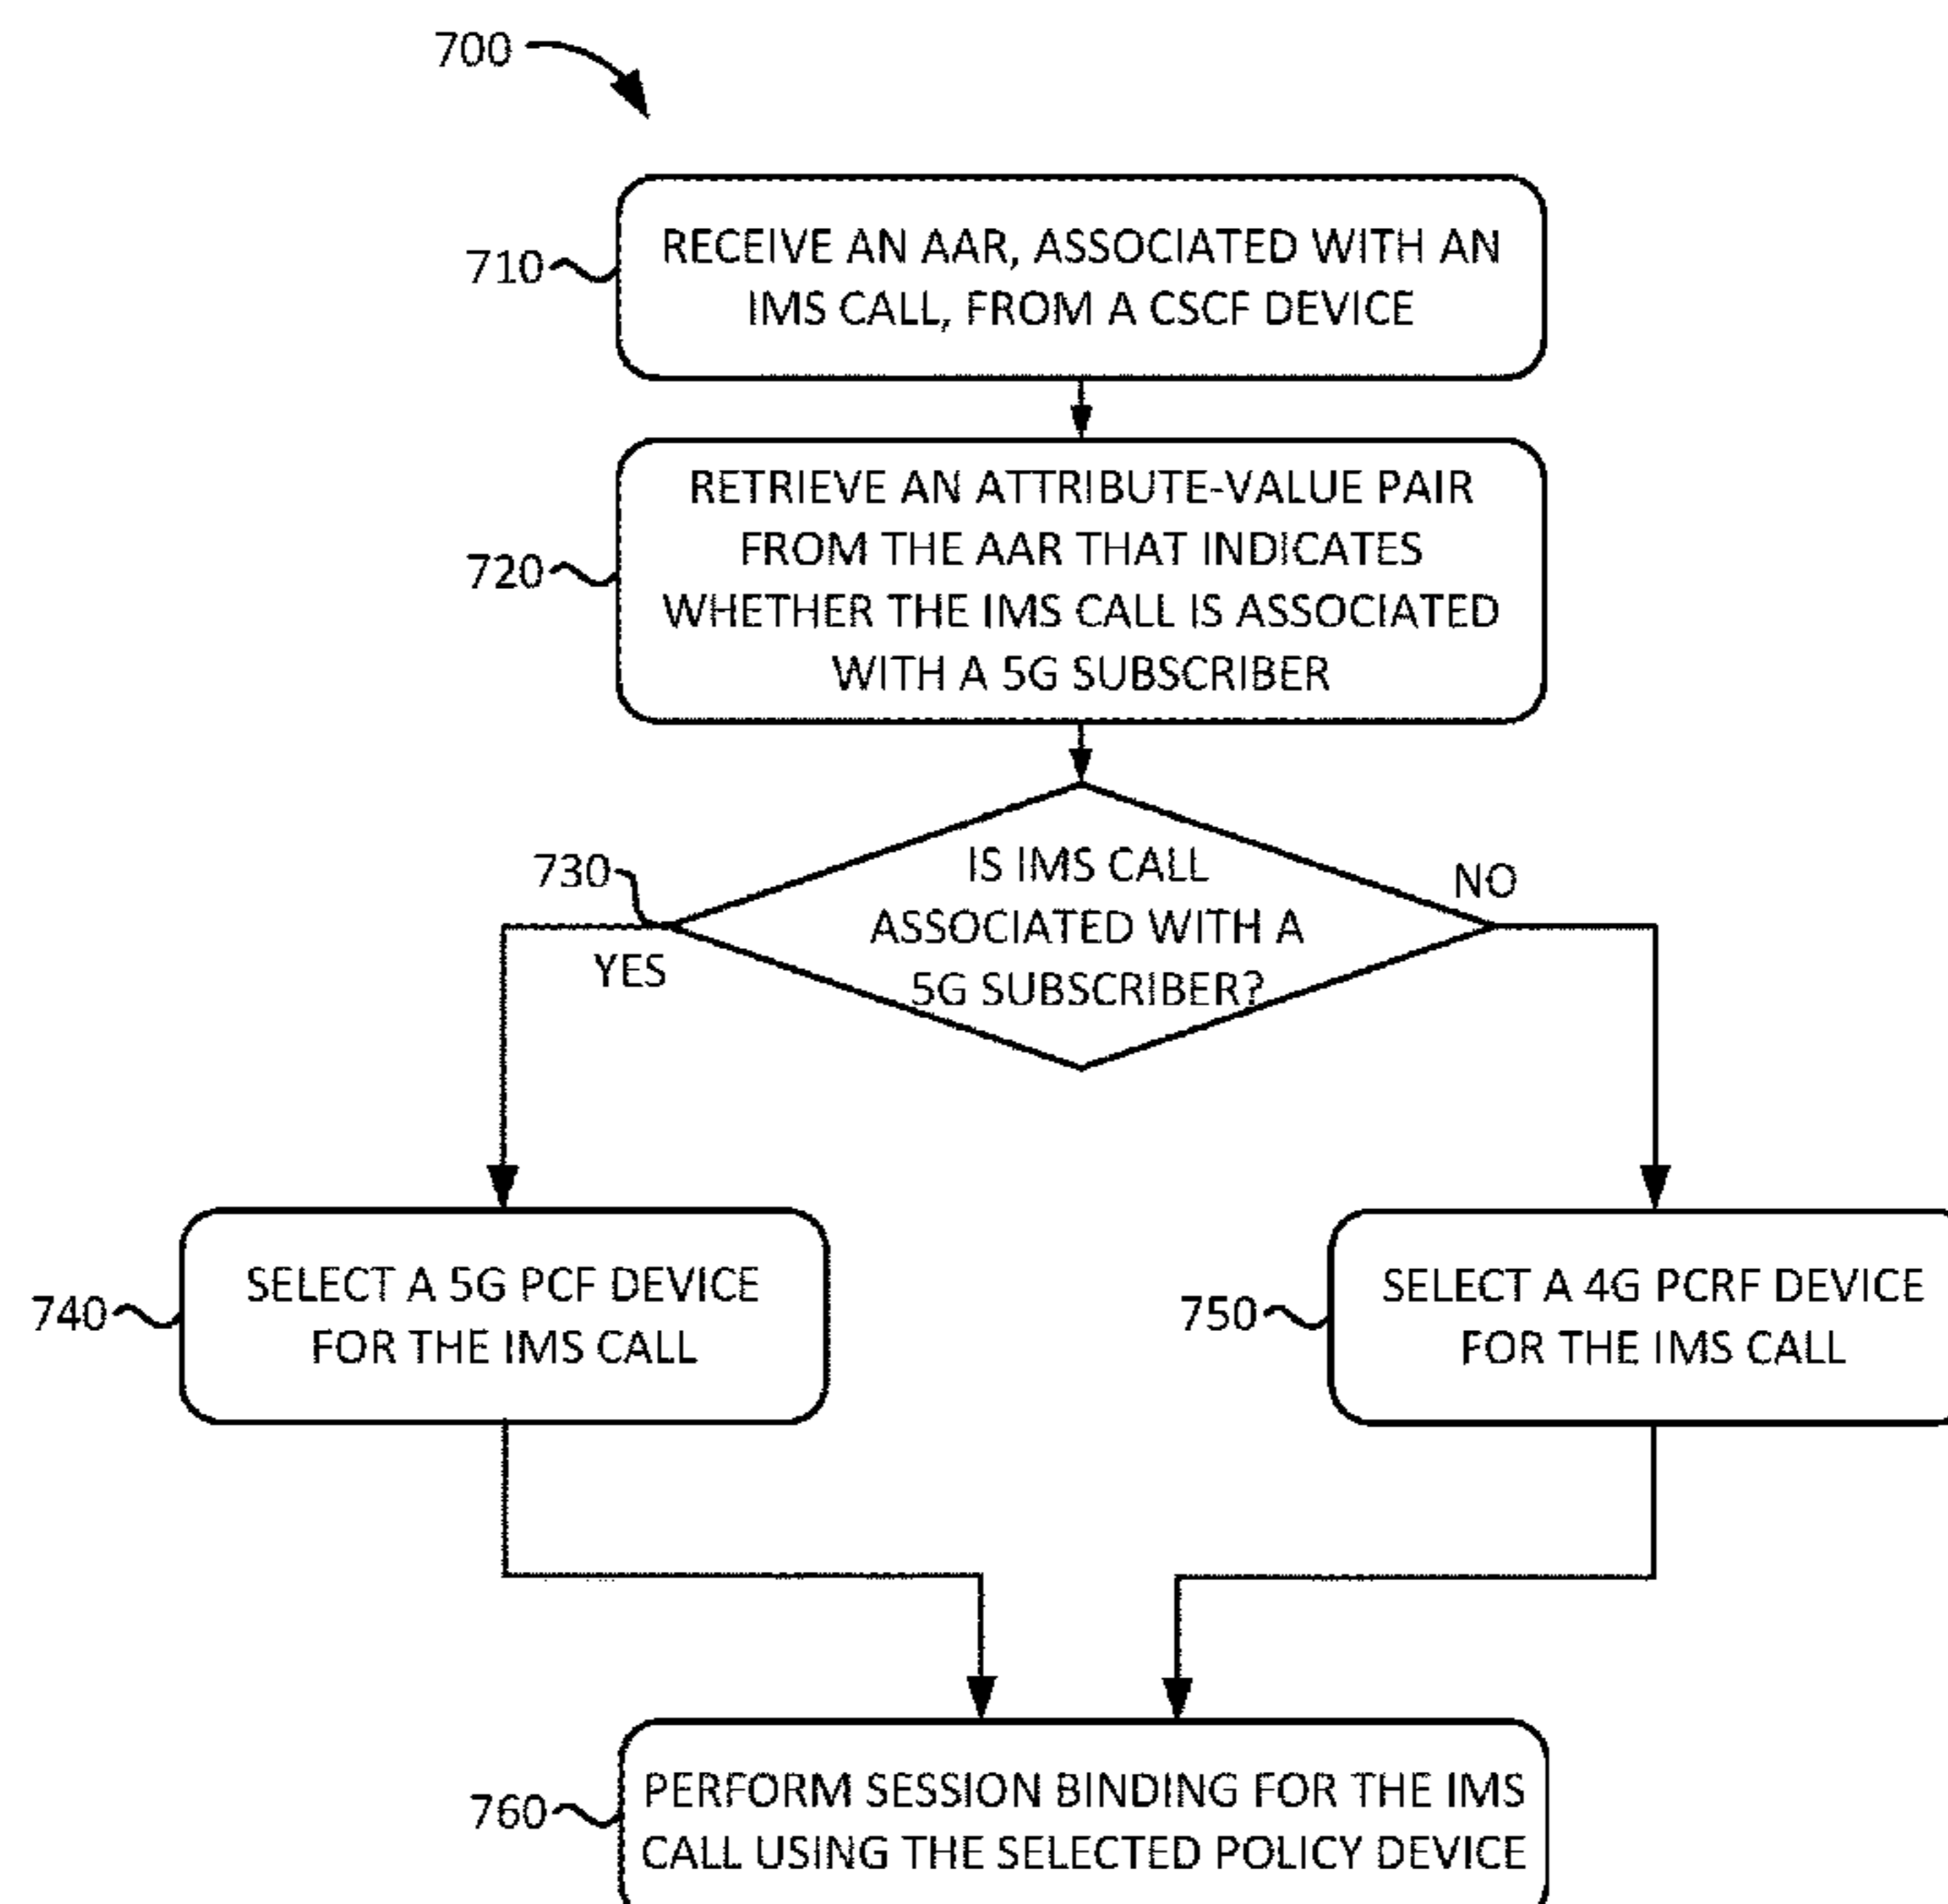 700
710
RECEIVE AN AAR, ASSOCIATED WITH AN
IMS CALL, FROM A CSCF DEVICE
720
RETRIEVE AN ATTRIBUTE-VALUE PAIR
FROM THE AAR THAT INDICATES
WHETHER THE IMS CALL IS ASSOCIATED
WITH A 5G SUBSCRIBER
730
IS IMS CALL
ASSOCIATED WITH A
5G SUBSCRIBER?
YES
NO
740
SELECT A 5G PCF DEVICE
FOR THE IMS CALL
750
SELECT A 4G PCRF DEVICE
FOR THE IMS CALL
760
PERFORM SESSION BINDING FOR THE IMS
CALL USING THE SELECTED POLICY DEVICE